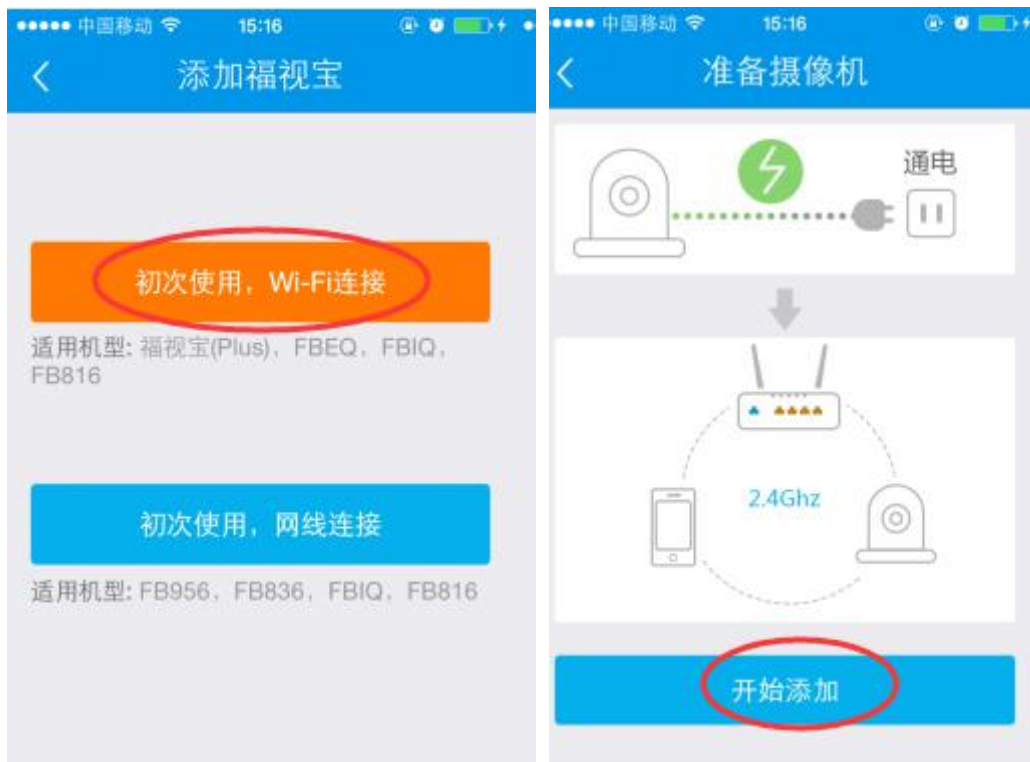 中国移动
15:16
添加福视宝
初次使用，Wi-Fi连接
适用机型: 福视宝(Plus)、FBEQ、FBIQ、
FB816
初次使用，网线连接
适用机型: FB956、FB836、FBIQ、FB816
中国移动
15:16
准备摄像机
通电
2.4Ghz
开始添加